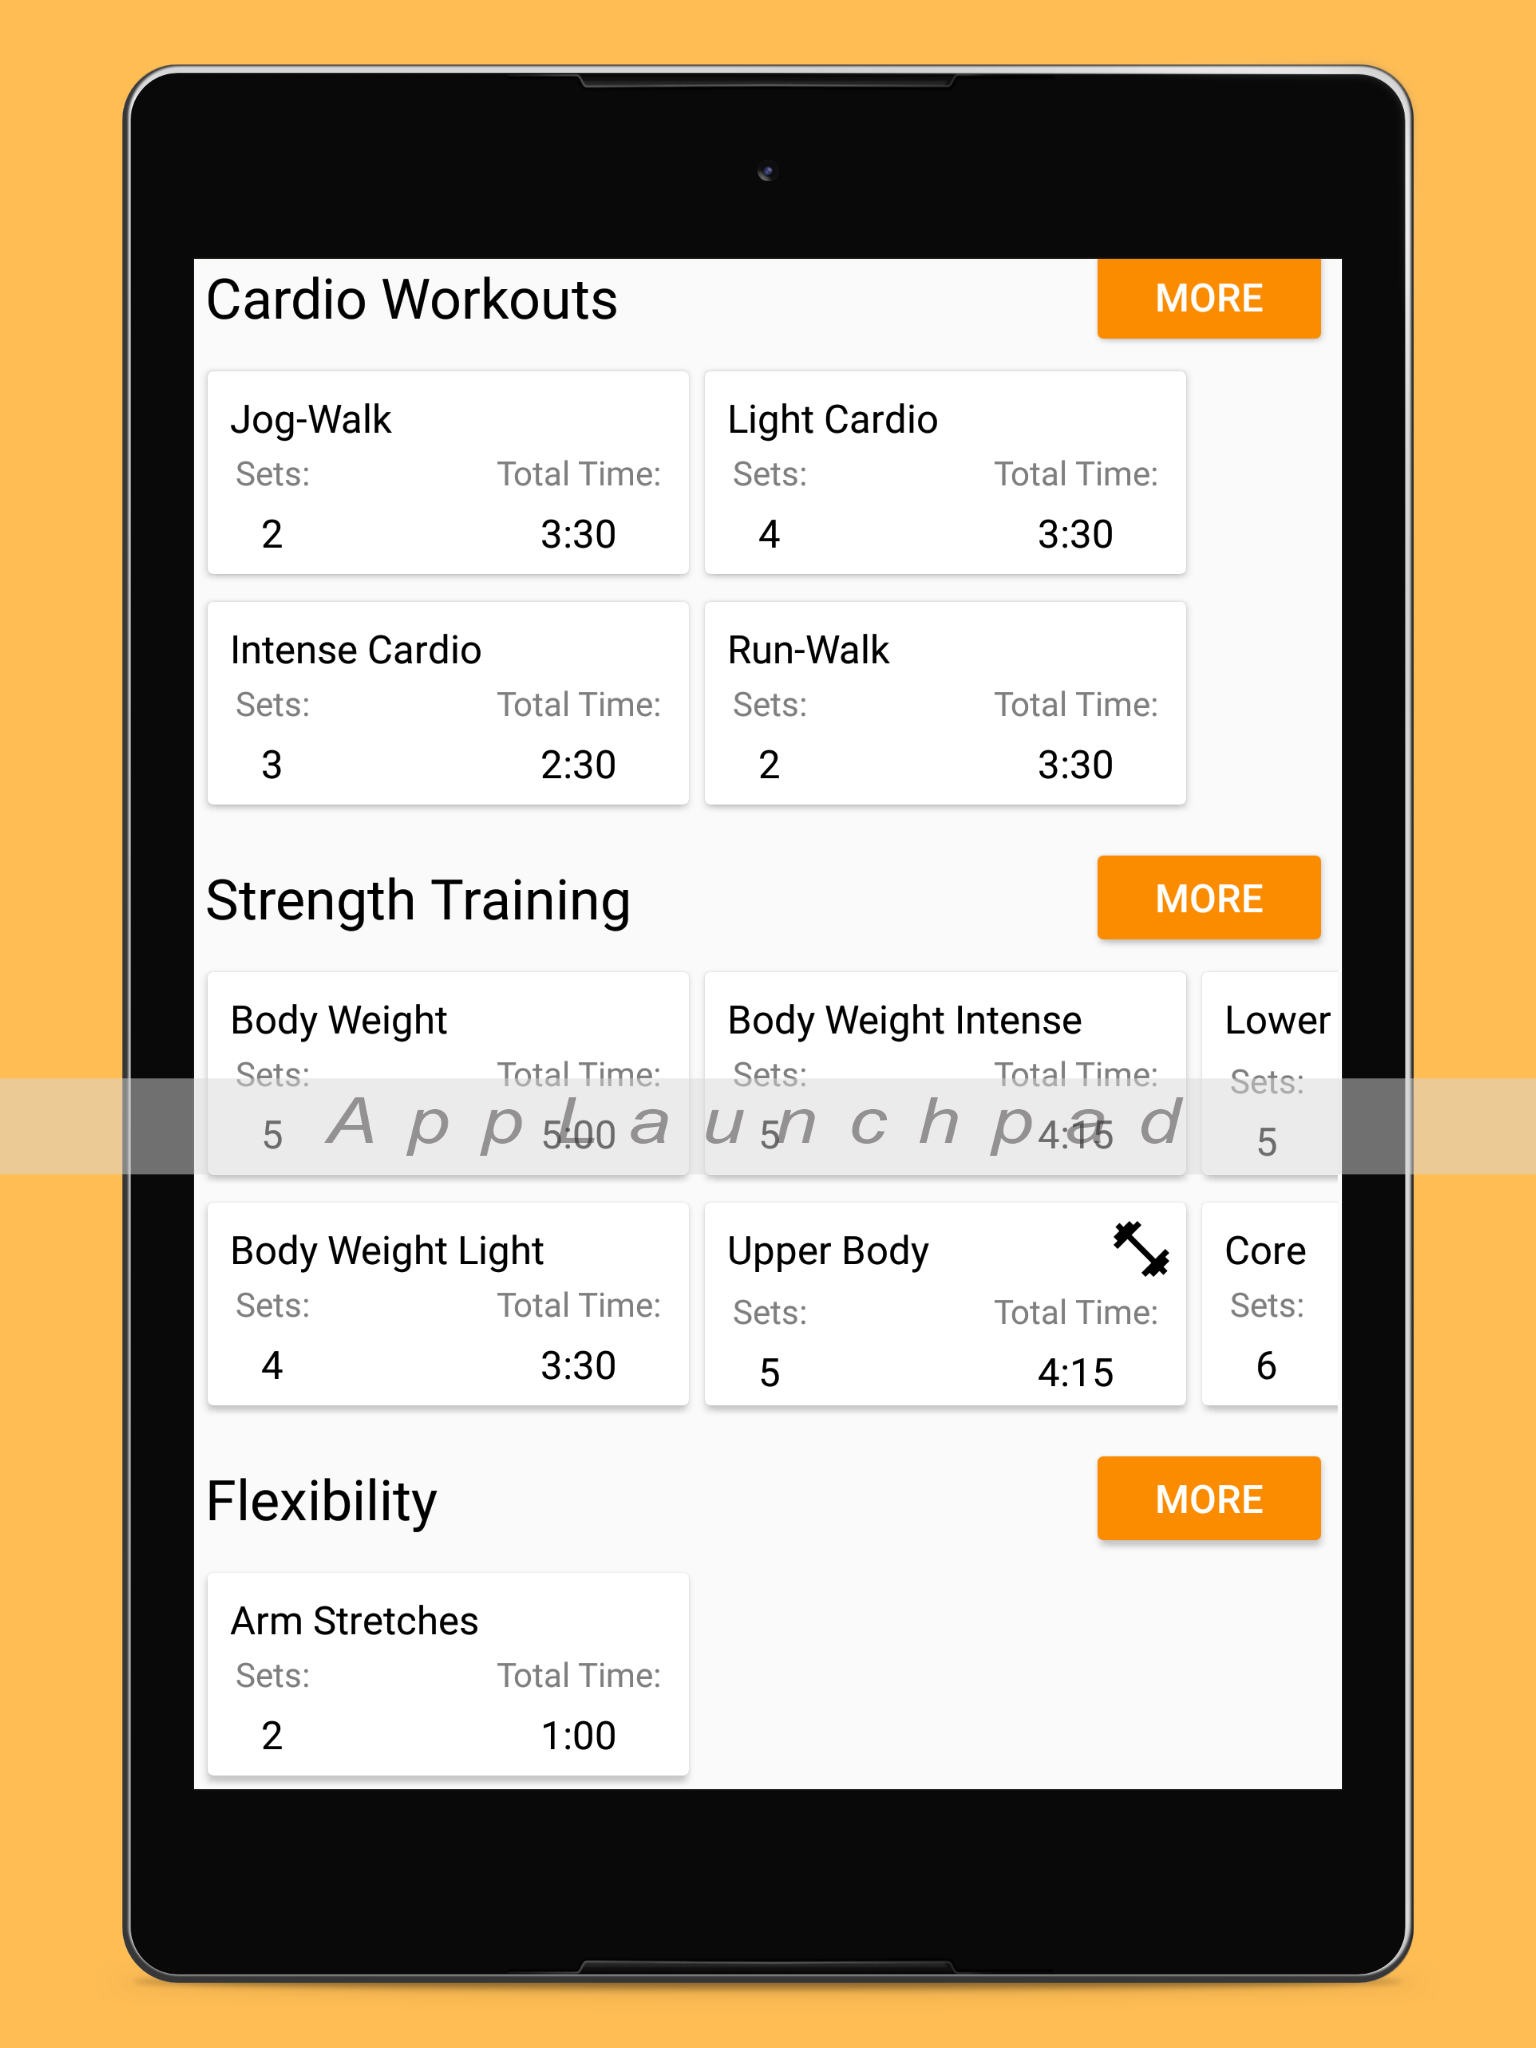 Cardio Workouts MORE
Jog-Walk Light Cardio
Sets: Total Time: Sets: Total Time:
2 3:30 4 3:30
Intense Cardio Run-Walk
Sets: Total Time: Sets: Total Time:
3 2:30 2 3:30
Strength Training MORE
Body Weight Body Weight Intense Lower
Sets: Total Time: Sets: Total Time: Sets:
5 5:00 5 4:15 5
AppLaunchpad
Body Weight Light Upper Body Core
Sets: Total Time: Sets: Total Time: Sets:
4 3:30 5 4:15 6
Flexibility MORE
Arm Stretches
Sets: Total Time:
2 1:00